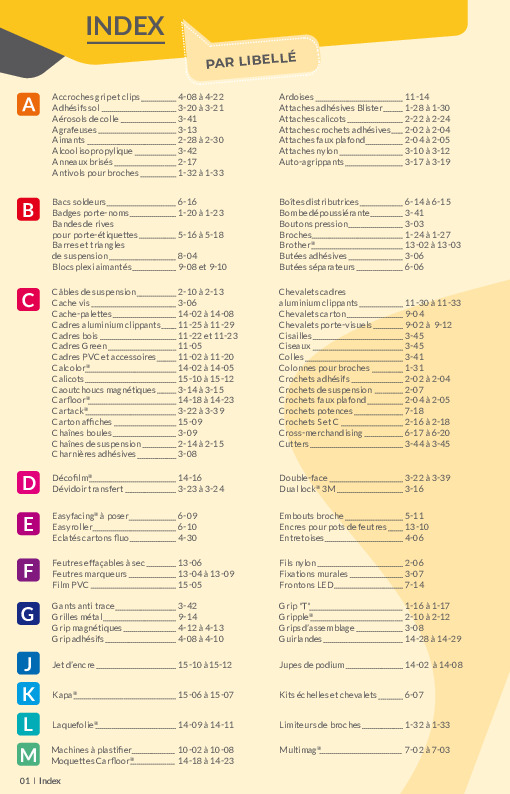 INDEX
PAR LIBELLÉ
A
Accroches grip et clips 4-08 à 4-22
Adhésifs sol 3-20 à 3-21
Aérosols de colle 3-41
Agrafeuses 3-13
Aimants 2-28 à 2-30
Alcool isopropylique 3-42
Anneaux brisés 2-17
Antivols pour broches 1-32 à 1-33
Ardoises 11-14
Attaches adhésives Blister 1-28 à 1-30
Attaches calicots 2-22 à 2-24
Attaches crochets adhésives 2-02 à 2-04
Attaches faux plafond 2-04 à 2-05
Attaches nylon 3-10 à 3-12
Auto-agrippants 3-17 à 3-19
B
Bacs soldeurs 6-16
Badges porte-noms 1-20 à 1-23
Bandes de rives
pour porte-étiquettes 5-16 à 5-18
Barres et triangles
de suspension 8-04
Blocs plexi aimantés 9-08 et 9-10
Boîtes distributrices 6-14 à 6-15
Bombe dépoussiérante 3-41
Boutons pression 3-03
Broches 1-24 à 1-27
Brother® 13-02 à 13-03
Butées adhésives 3-06
Butées séparateurs 6-06
C
Câbles de suspension 2-10 à 2-13
Cache vis 3-06
Cache-palettes 14-02 à 14-08
Cadres aluminium clippants 11-25 à 11-29
Cadres bois 11-22 et 11-23
Cadres Green 11-05
Cadres PVC et accessoires 11-02 à 11-20
Calcolor® 14-02 à 14-05
Calicots 15-10 à 15-12
Caoutchoucs magnétiques 3-14 à 3-15
Carfloor® 14-18 à 14-23
Cartack® 3-22 à 3-39
Carton affiches 15-09
Chaînes boules 3-09
Chaînes de suspension 2-14 à 2-15
Charnières adhésives 3-08
Chevalets cadres
aluminium clippants 11-30 à 11-33
Chevalets carton 9-04
Chevalets porte-visuels 9-02 à 9-12
Cisailles 3-45
Ciseaux 3-45
Colles 3-41
Colonnes pour broches 1-31
Crochets adhésifs 2-02 à 2-04
Crochets de suspension 2-07
Crochets faux plafond 2-04 à 2-05
Crochets potences 7-18
Crochets S et C 2-16 à 2-18
Cross-merchandising 6-17 à 6-20
Cutters 3-44 à 3-45
D
Décofilm® 14-16
Dévidoir transfert 3-23 à 3-24
Double-face 3-22 à 3-39
Dual lock® 3M 3-16
E
Easyfacing® à poser 6-09
Easyroller 6-10
Eclatés cartons fluo 4-30
Embouts broche 5-11
Encres pour pots de feutres 13-10
Entretoises 4-06
F
Feutres effaçables à sec 13-06
Feutres marqueurs 13-04 à 13-09
Film PVC 15-05
Fils nylon 2-06
Fixations murales 3-07
Frontons LED 7-14
G
Gants anti trace 3-42
Grilles métal 9-14
Grip magnétiques 4-12 à 4-13
Grip adhésifs 4-08 à 4-10
Grip "T" 1-16 à 1-17
Gripple® 2-10 à 2-12
Grips d'assemblage 3-08
Guirlandes 14-28 à 14-29
J
Jet d'encre 15-10 à 15-12
Jupes de podium 14-02 à 14-08
K
Kapa® 15-06 à 15-07
Kits échelles et chevalets 6-07
L
Laquefolie® 14-09 à 14-11
Limiteurs de broches 1-32 à 1-33
M
Machines à plastifier 10-02 à 10-08
Moquettes Carfloor® 14-18 à 14-23
Multimag® 7-02 à 7-03
01 | Index